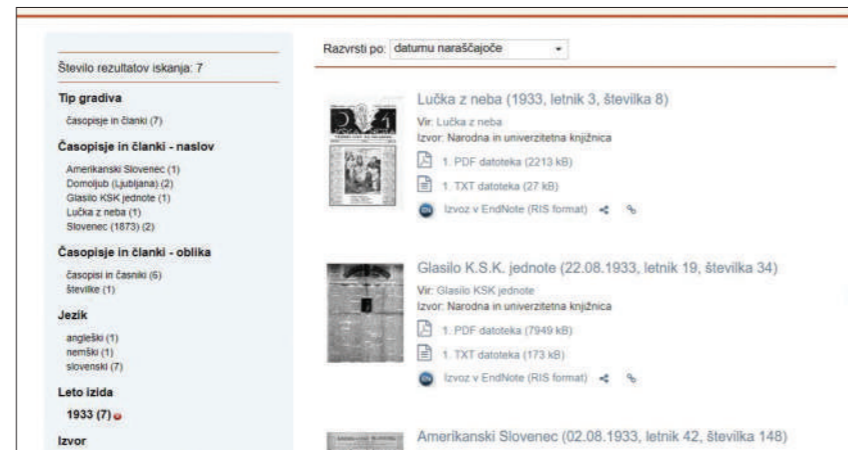 Število rezultatov iskanja: 7
Tip gradiva
časopisje in članki (7)
Časopisje in članki - naslov
Amerikanski Slovenec (1)
Domoljub (Ljubljana) (2)
Glasilo KSK jednote (1)
Lučka z neba (1)
Slovenec (1873) (2)
Časopisje in članki - oblika
časopisi in časniki (6)
številke (1)
Jezik
angleški (1)
nemški (1)
slovenski (7)
Leto izida
1933 (7)
Izvor
Razvrsti po: datumu naraščajoče
Lučka z neba (1933, letnik 3, številka 8)
Vir: Lučka z neba
Izvor: Narodna in univerzitetna knjižnica
1. PDF datoteka (2213 kB)
1. TXT datoteka (27 kB)
EN Izvoz v EndNote (RIS format)
Glasilo K.S.K. jednote (22.08.1933, letnik 19, številka 34)
Vir: Glasilo KSK jednote
Izvor: Narodna in univerzitetna knjižnica
1. PDF datoteka (7949 kB)
1. TXT datoteka (173 kB)
EN Izvoz v EndNote (RIS format)
Amerikanski Slovenec (02.08.1933, letnik 42, številka 148)